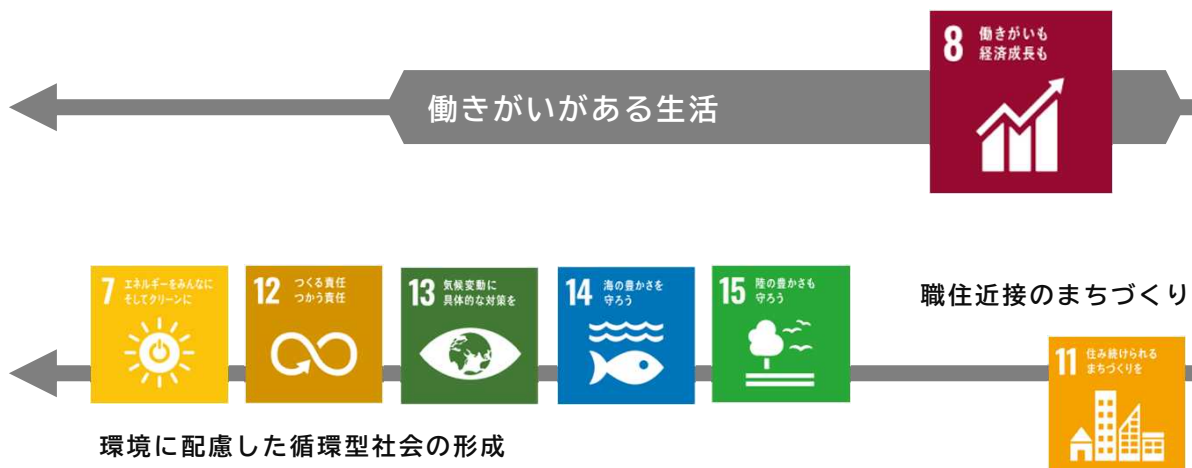 8 働きがいも
経済成長も
働きがいがある生活
7 エネルギーをみんなに
そしてクリーンに
12 つくる責任
つかう責任
13 気候変動に
具体的な対策を
14 海の豊かさを
守ろう
15 陸の豊かさも
守ろう
職住近接のまちづくり
11 住み続けられる
まちづくりを
環境に配慮した循環型社会の形成